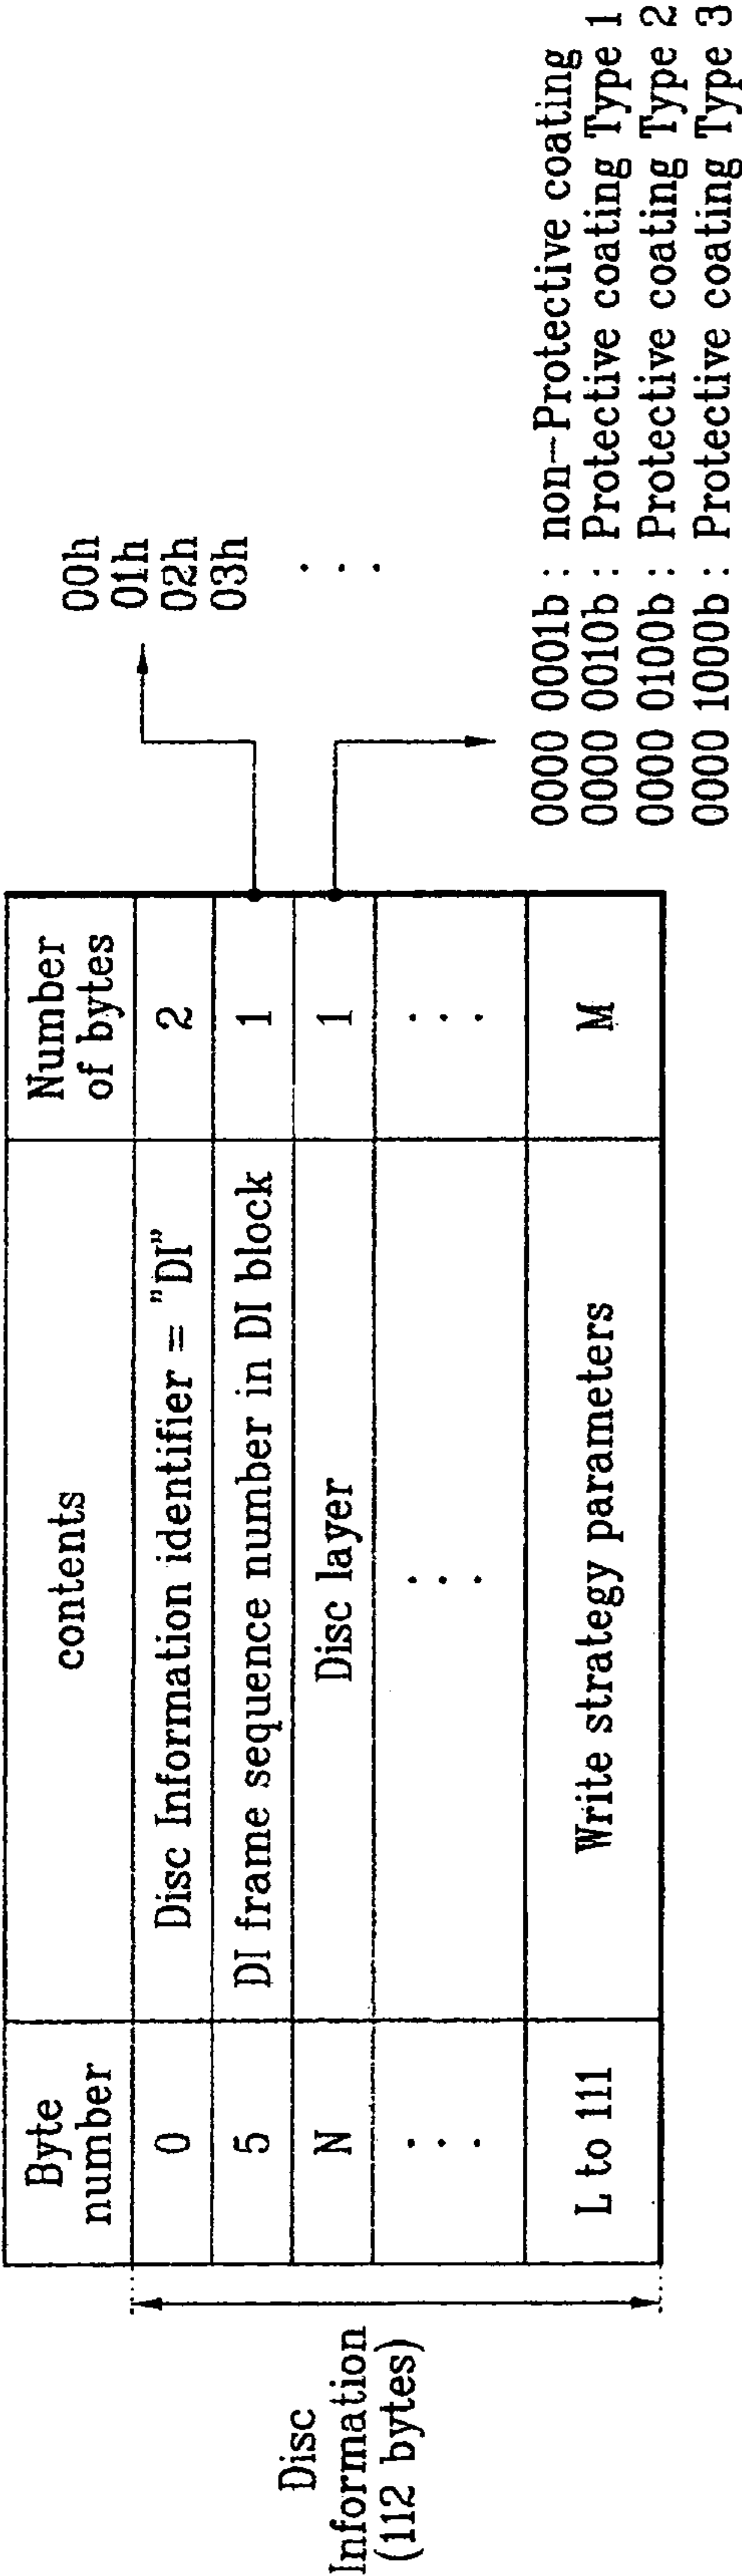 Byte
number
contents
Number
of bytes
0
Disc Information identifier = "DI"
2
5
DI frame sequence number in DI block
1
N
Disc layer
1
. . .
. . .
. . .
L to 111
Write strategy parameters
M
Disc
Information
(112 bytes)
00h
01h
02h
03h
. . .
0000 0001b : non-Protective coating
0000 0010b : Protective coating Type 1
0000 0100b : Protective coating Type 2
0000 1000b : Protective coating Type 3